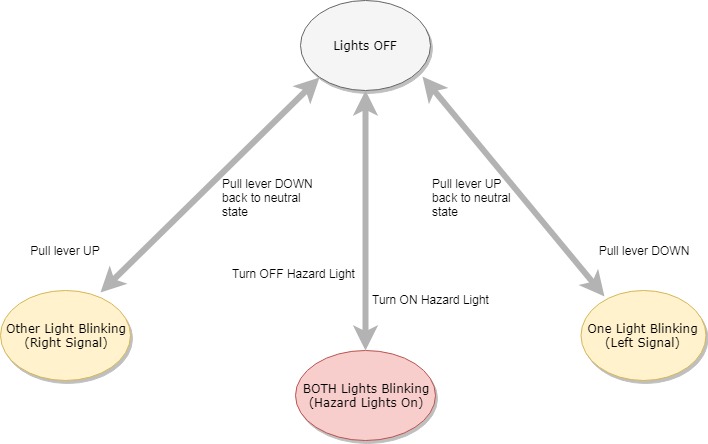 Lights OFF
Pull lever DOWN
back to neutral
state
Pull lever UP
back to neutral
state
Pull lever UP
Pull lever DOWN
Turn OFF Hazard Light
Turn ON Hazard Light
Other Light Blinking
(Right Signal)
One Light Blinking
(Left Signal)
BOTH Lights Blinking
(Hazard Lights On)